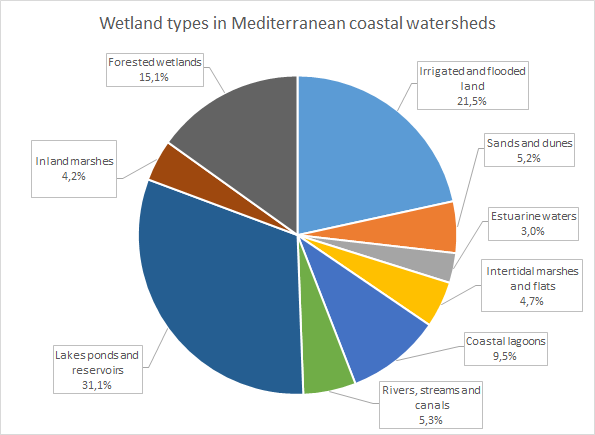 Wetland types in Mediterranean coastal watersheds
Forested wetlands
15,1%
Irrigated and flooded
land
21,5%
Sands and dunes
5,2%
Inland marshes
4,2%
Estuarine waters
3,0%
Intertidal marshes
and flats
4,7%
Coastal lagoons
9,5%
Lakes ponds and
reservoirs
31,1%
Rivers, streams and
canals
5,3%